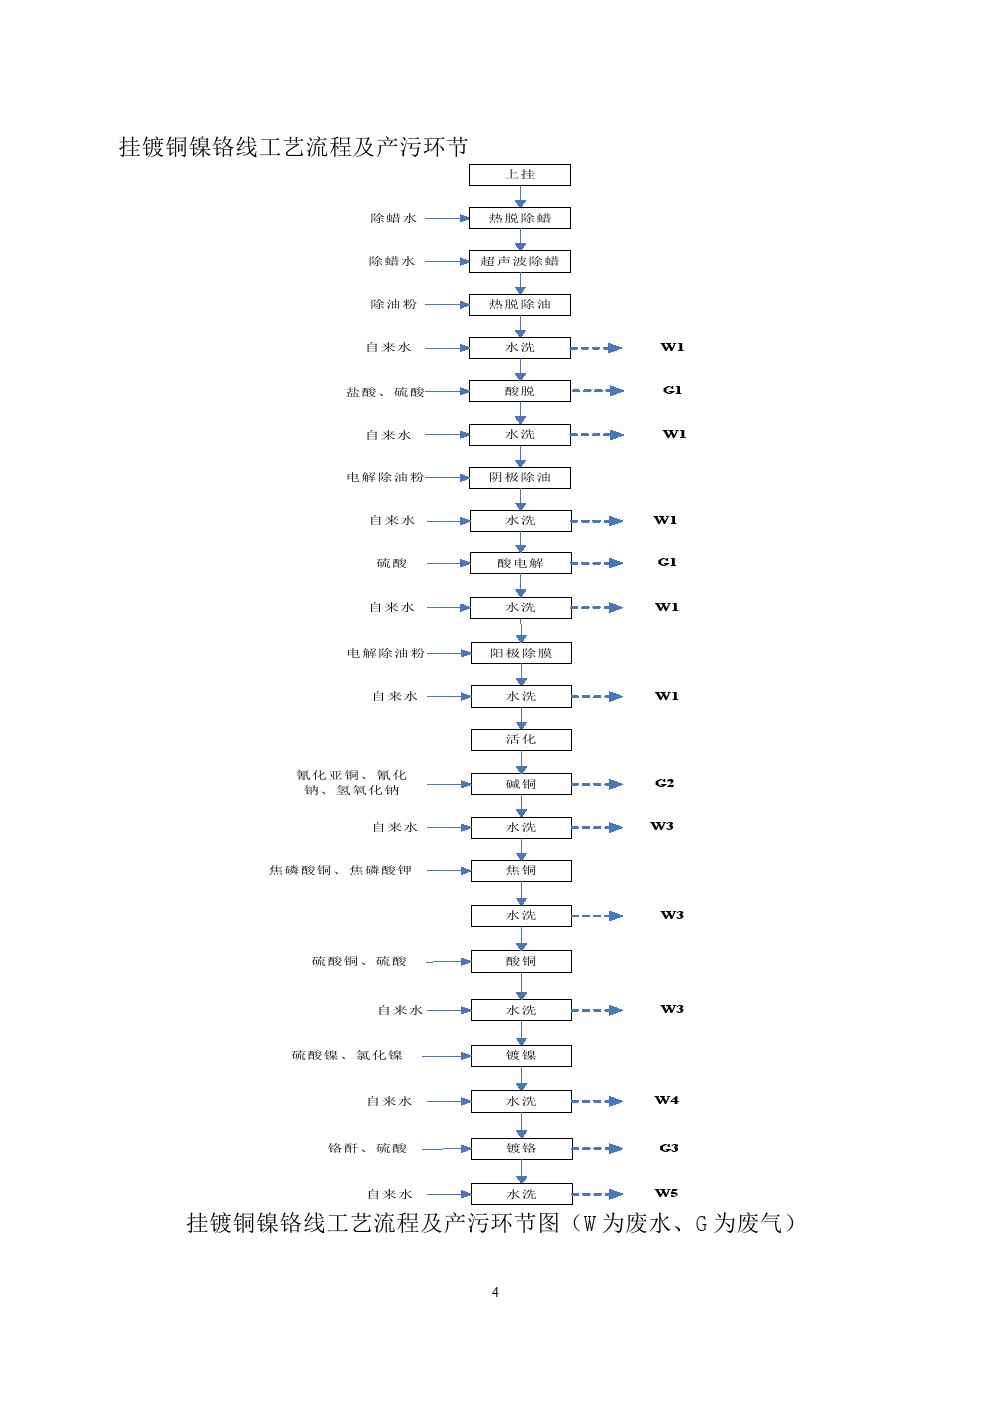 挂镀铜镍铬线工艺流程及产污环节
上挂
除蜡水 热脱除蜡
除蜡水 超声波除蜡
除油粉 热脱除油
自来水 水洗 W1
盐酸、硫酸 酸脱 G1
自来水 水洗 W1
电解除油粉 阴极除油
自来水 水洗 W1
硫酸 酸电解 G1
自来水 水洗 W1
电解除油粉 阳极除膜
自来水 水洗 W1
活化
氰化亚铜、氰化
钠、氢氧化钠 碱铜 G2
自来水 水洗 W3
焦磷酸铜、焦磷酸钾 焦铜
水洗 W3
硫酸铜、硫酸 酸铜
自来水 水洗 W3
硫酸镍、氯化镍 镀镍
自来水 水洗 W4
铬酐、硫酸 镀铬 G3
自来水 水洗 W5
挂镀铜镍铬线工艺流程及产污环节图（W为废水、G为废气）
4